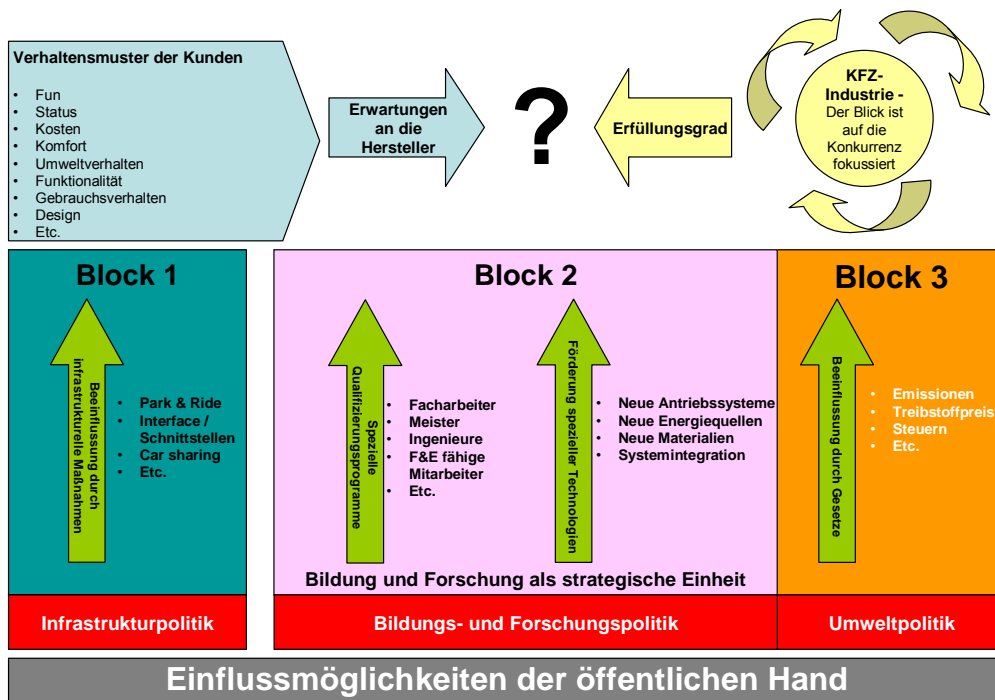 Verhaltensmuster der Kunden
• Fun
• Status
• Kosten
• Komfort
• Umweltverhalten
• Funktionalität
• Gebrauchsverhalten
• Design
• Etc.
Erwartungen
an die
Hersteller
?
Erfüllungsgrad
KFZ-
Industrie -
Der Blick ist
auf die
Konkurrenz
fokussiert
Block 1
Beeinflussung durch
infrastrukturelle Maßnahmen
• Park & Ride
• Interface /
Schnittstellen
• Car sharing
• Etc.
Block 2
Spezielle
Qualifizierungsprogramme
• Facharbeiter
• Meister
• Ingenieure
• F&E fähige
Mitarbeiter
• Etc.
Förderung spezieller Technologien
• Neue Antriebssysteme
• Neue Energiequellen
• Neue Materialien
• Systemintegration
Bildung und Forschung als strategische Einheit
Block 3
Beeinflussung durch Gesetze
• Emissionen
• Treibstoffpreis
• Steuern
• Etc.
Infrastrukturpolitik
Bildungs- und Forschungspolitik
Umweltpolitik
Einflussmöglichkeiten der öffentlichen Hand